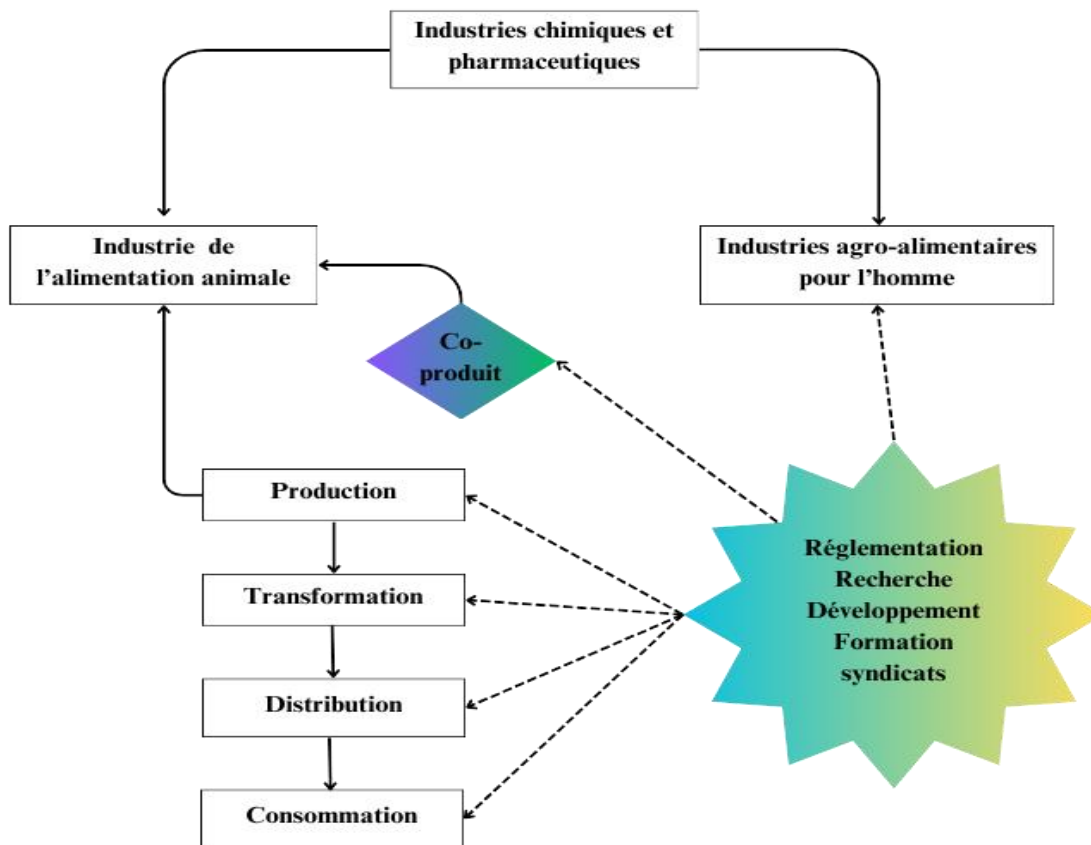 Industries chimiques et
pharmaceutiques
Industrie de
l'alimentation animale
Industries agro-alimentaires
pour l'homme
Co-
produit
Production
Transformation
Distribution
Consommation
Réglementation
Recherche
Développement
Formation
syndicats